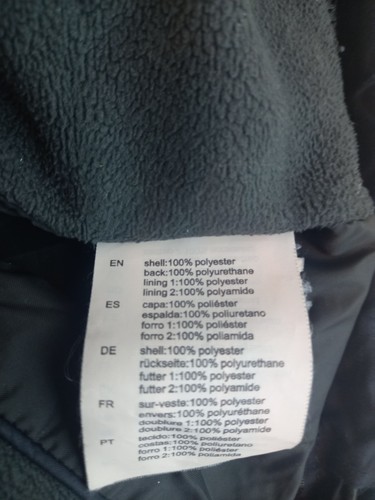 EN shell:100% polyester
back:100% polyurethane
lining 1:100% polyester
lining 2:100% polyamide
ES capa:100% poliéster
espalda:100% poliuretano
forro 1:100% poliéster
forro 2:100% poliamida
DE shell:100% polyester
rückseite:100% polyurethane
futter 1:100% polyester
futter 2:100% polyamide
FR sur-veste:100% polyester
envers:100% polyuréthane
doublure 1:100% polyester
doublure 2:100% polyamide
PT tecido:100% poliéster
costas:100% poliuretano
forro 1:100% poliéster
forro 2:100% poliamida